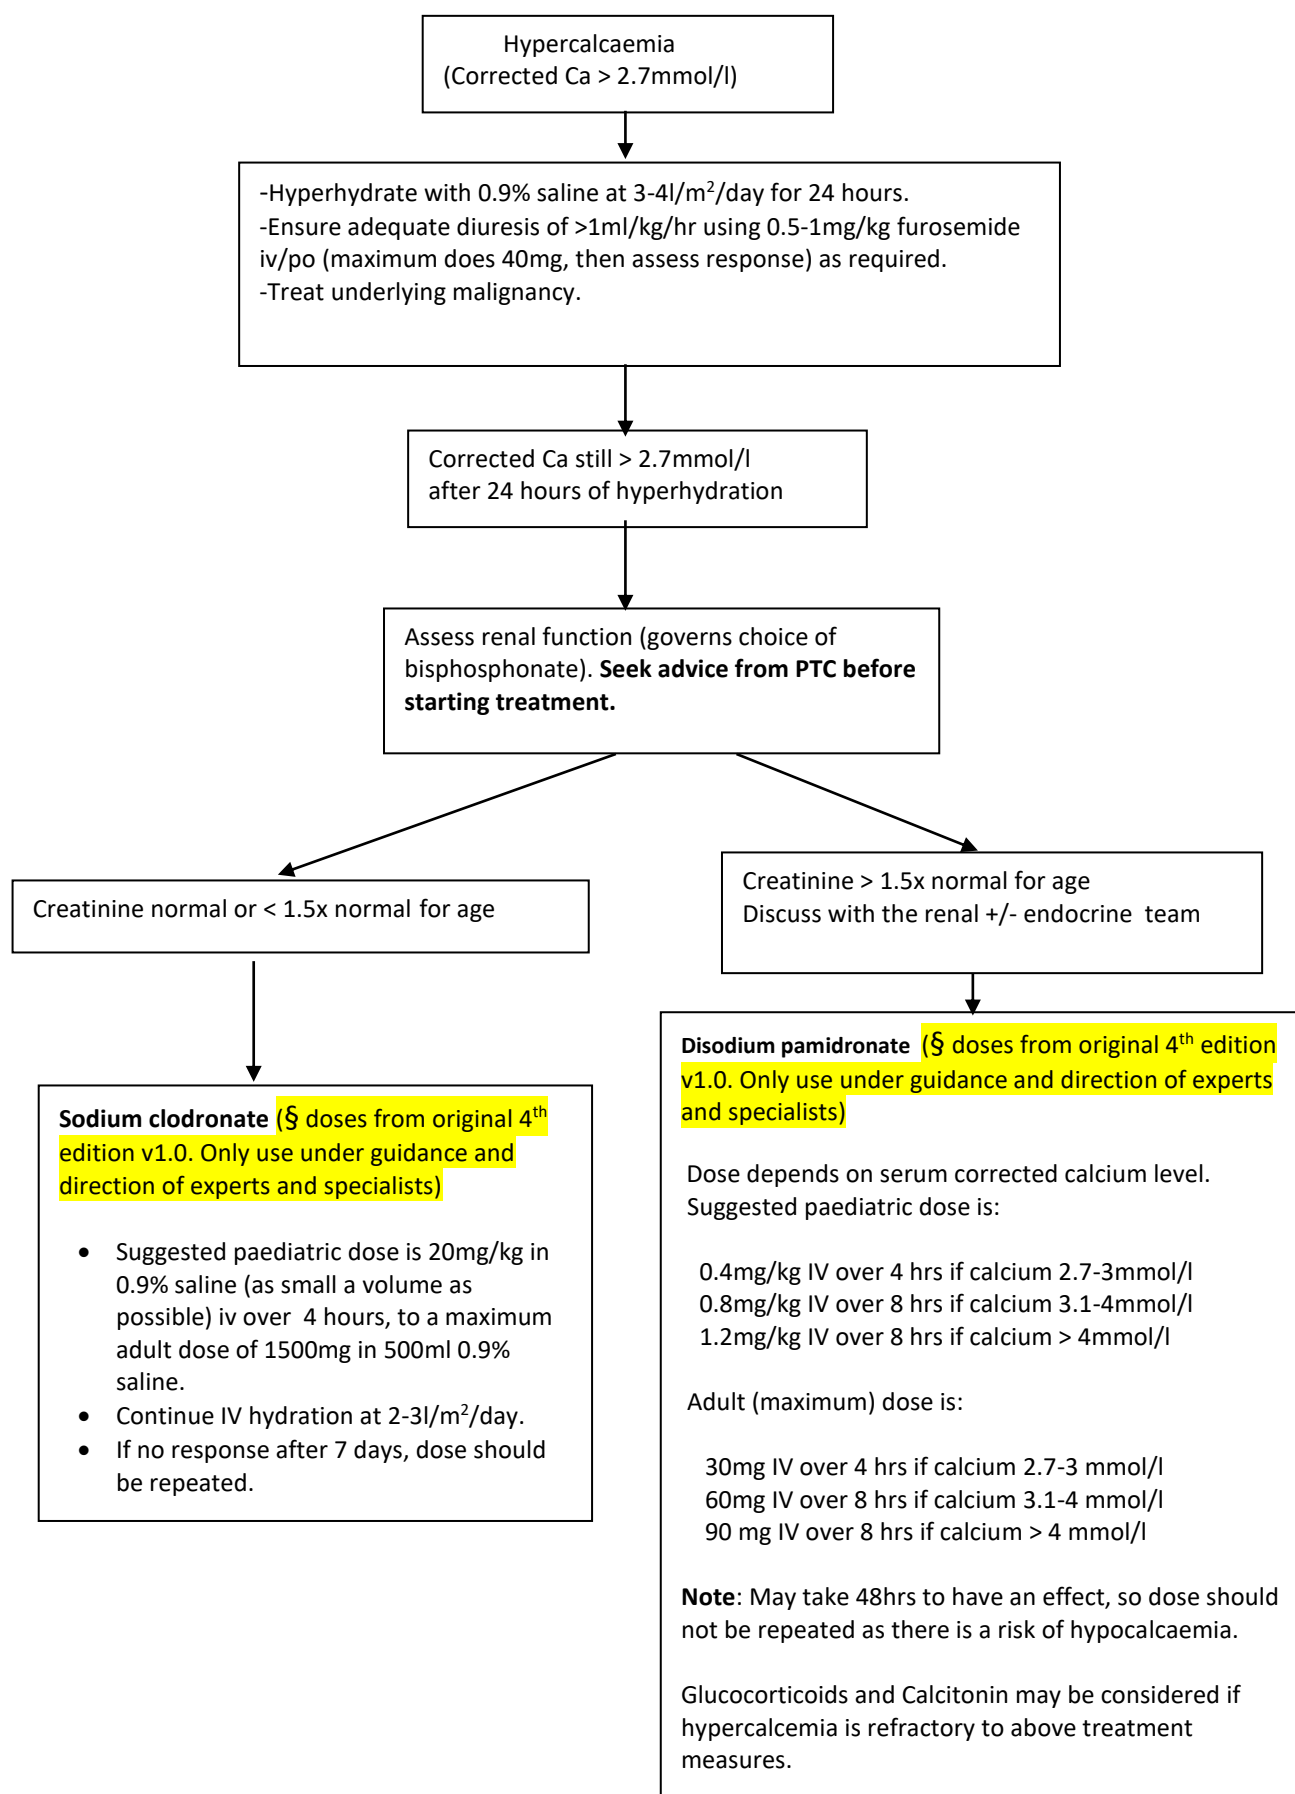 Hypercalcaemia
(Corrected Ca > 2.7mmol/l)
-Hyperhydrate with 0.9% saline at 3-4l/m²/day for 24 hours.
-Ensure adequate diuresis of >1ml/kg/hr using 0.5-1mg/kg furosemide
iv/po (maximum does 40mg, then assess response) as required.
-Treat underlying malignancy.
Corrected Ca still > 2.7mmol/l
after 24 hours of hyperhydration
Assess renal function (governs choice of
bisphosphonate). Seek advice from PTC before
starting treatment.
Creatinine normal or < 1.5x normal for age
Creatinine > 1.5x normal for age
Discuss with the renal +/- endocrine team
Sodium clodronate (§ doses from original 4th
edition v1.0. Only use under guidance and
direction of experts and specialists)
• Suggested paediatric dose is 20mg/kg in
0.9% saline (as small a volume as
possible) iv over 4 hours, to a maximum
adult dose of 1500mg in 500ml 0.9%
saline.
• Continue IV hydration at 2-3l/m²/day.
• If no response after 7 days, dose should
be repeated.
Disodium pamidronate (§ doses from original 4th edition
v1.0. Only use under guidance and direction of experts
and specialists)
Dose depends on serum corrected calcium level.
Suggested paediatric dose is:
0.4mg/kg IV over 4 hrs if calcium 2.7-3mmol/l
0.8mg/kg IV over 8 hrs if calcium 3.1-4mmol/l
1.2mg/kg IV over 8 hrs if calcium > 4mmol/l
Adult (maximum) dose is:
30mg IV over 4 hrs if calcium 2.7-3 mmol/l
60mg IV over 8 hrs if calcium 3.1-4 mmol/l
90 mg IV over 8 hrs if calcium > 4 mmol/l
Note: May take 48hrs to have an effect, so dose should
not be repeated as there is a risk of hypocalcaemia.
Glucocorticoids and Calcitonin may be considered if
hypercalcemia is refractory to above treatment
measures.